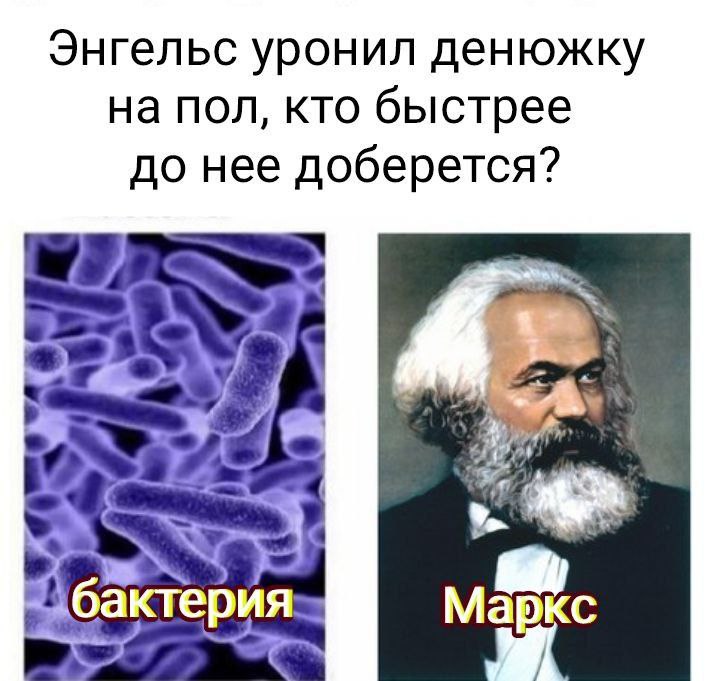 Энгельс уронил денюжку
на пол, кто быстрее
до нее доберется?
бактерия
Маркс